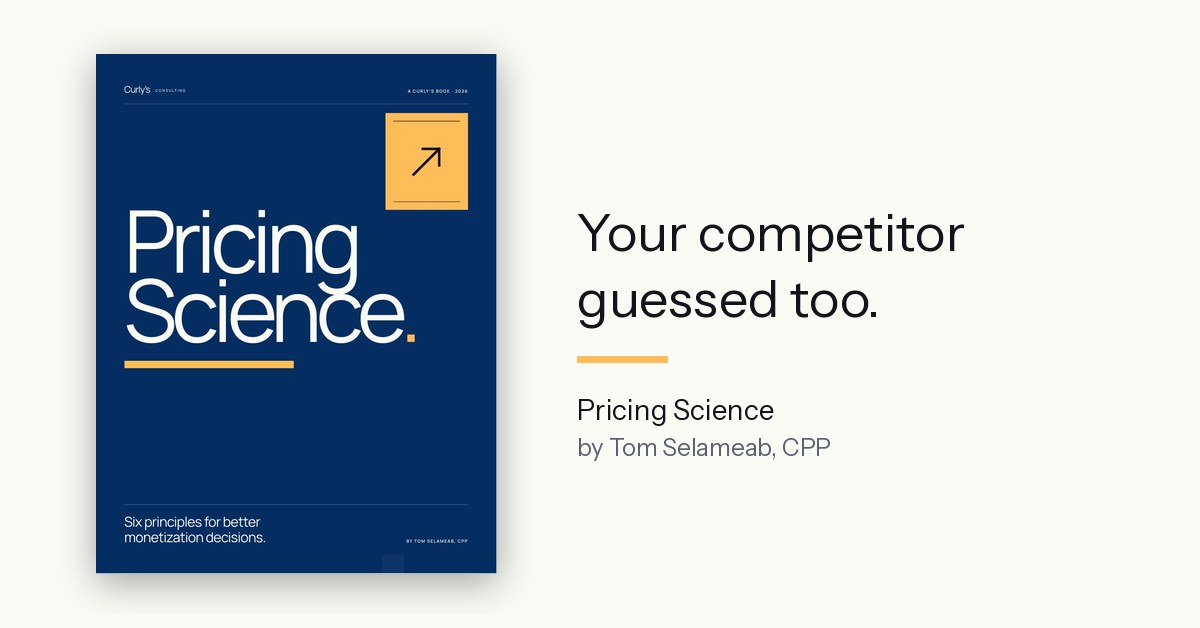 Curly's CONSULTING
A CURLY'S BOOK · 2026
Pricing
Science.
Six principles for better
monetization decisions.
BY TOM SELAMEAB, CPP
Your competitor
guessed too.
Pricing Science
by Tom Selameab, CPP